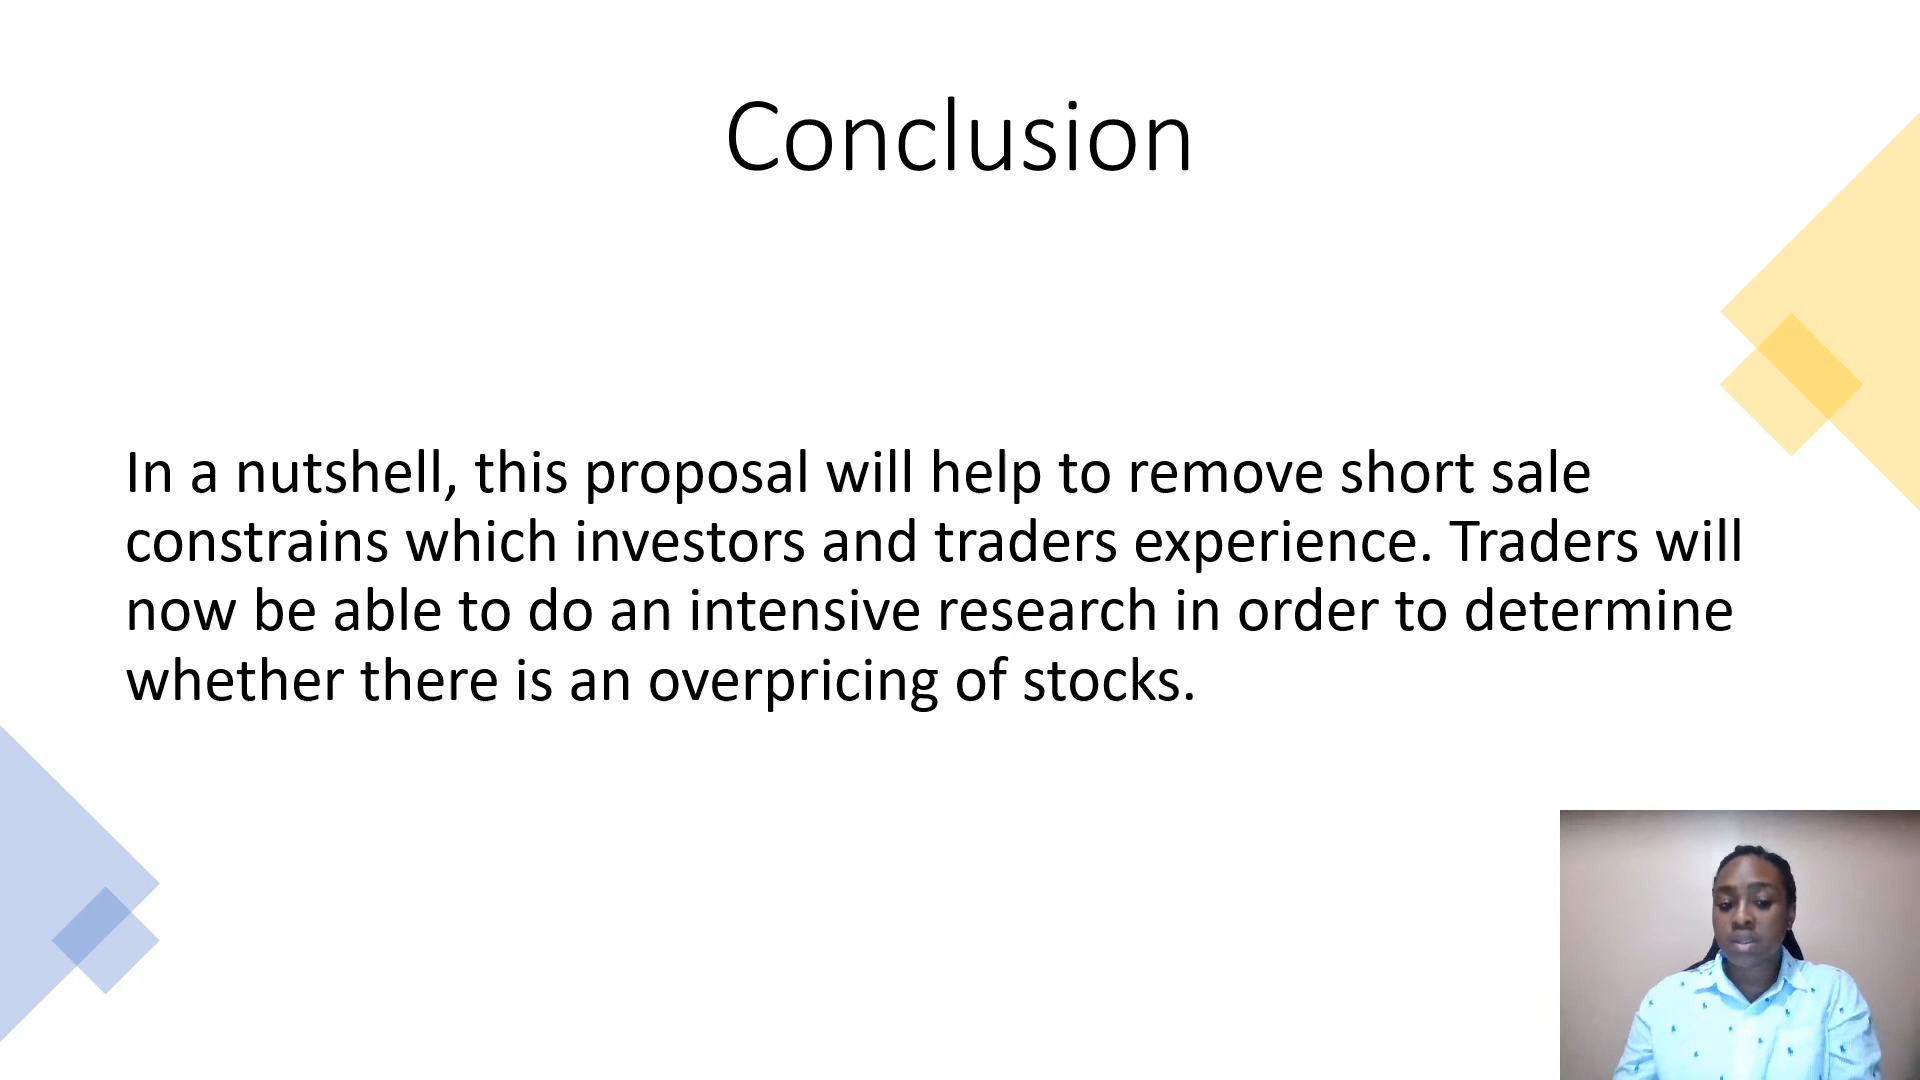 Conclusion
In a nutshell, this proposal will help to remove short sale
constrains which investors and traders experience. Traders will
now be able to do an intensive research in order to determine
whether there is an overpricing of stocks.